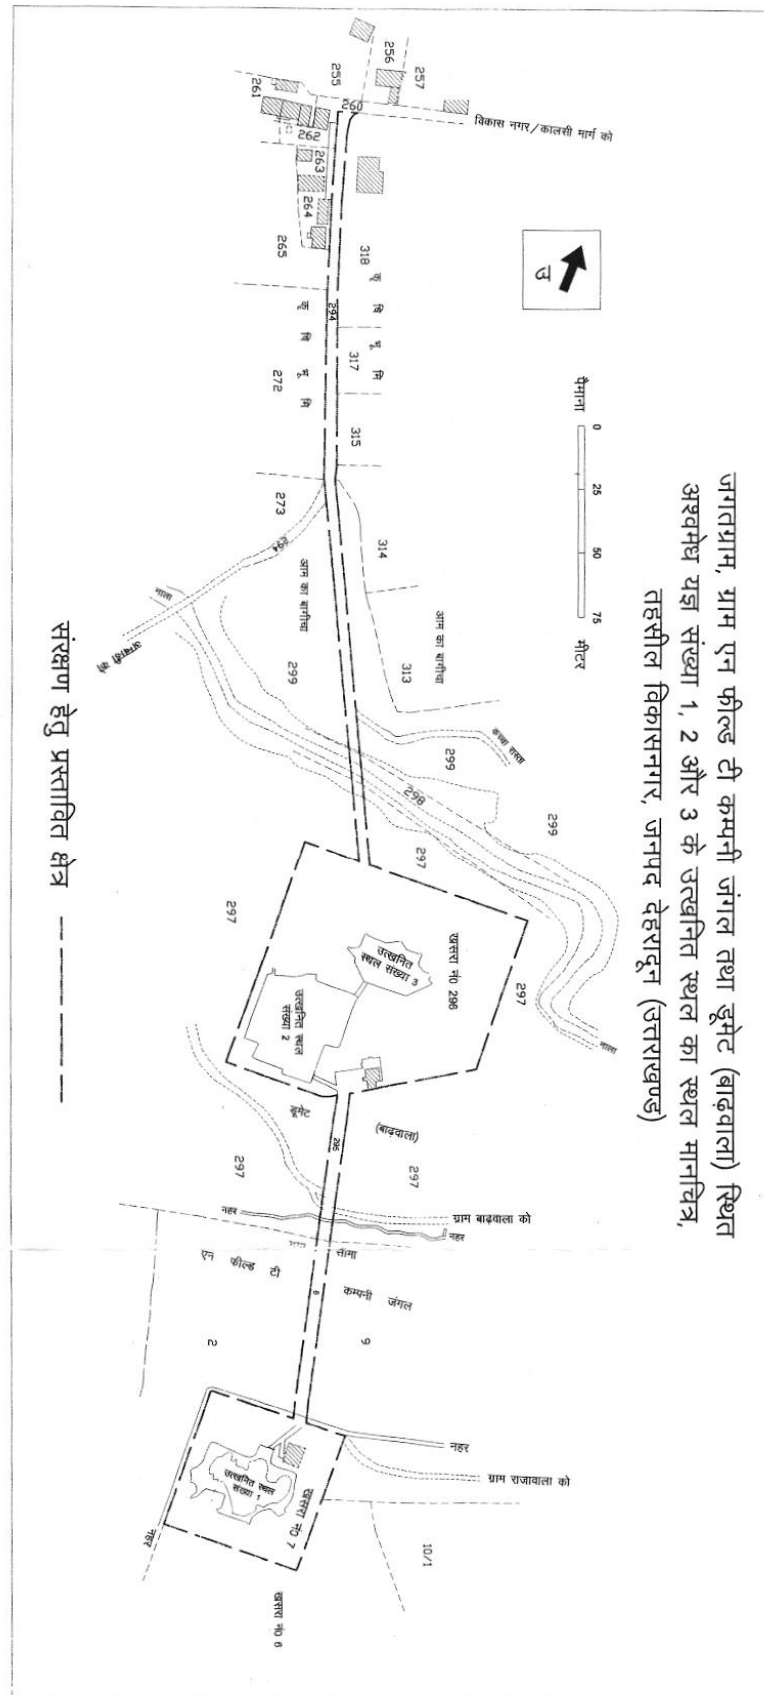 जगतग्राम, ग्राम एन फील्ड टी कम्पनी जंगल तथा डूमेट (बाढ़वाला) स्थित
अश्वमेध यज्ञ संख्या 1, 2 और 3 के उत्खनित स्थल का स्थल मानचित्र,
तहसील विकासनगर, जनपद देहरादून (उत्तराखण्ड)
पैमाना 0 25 50 75 मीटर
उ
विकास नगर/कालसी मार्ग को
255
256
257
260
261
262
263
264
265
318
कृषि भूमि
317
315
294
कृषि भूमि
272
273
294
314
313
आम का बागीचा
आम का बागीचा
299
299
299
कच्चा रास्ता
नाला
298
297
297
297
नाला
खसरा नं0 296
उत्खनित
स्थल संख्या 3
उत्खनित स्थल
संख्या 2
डूमेट
(बाढ़वाला)
295
297
297
ग्राम बाढ़वाला को
नहर
नहर
सीमा
एन फील्ड टी
कम्पनी जंगल
6
2
9
नहर
ग्राम राजावाला को
उत्खनित स्थल
संख्या 1
खसरा नं0 7
नहर
10/1
खसरा नं0 6
संरक्षण हेतु प्रस्तावित क्षेत्र